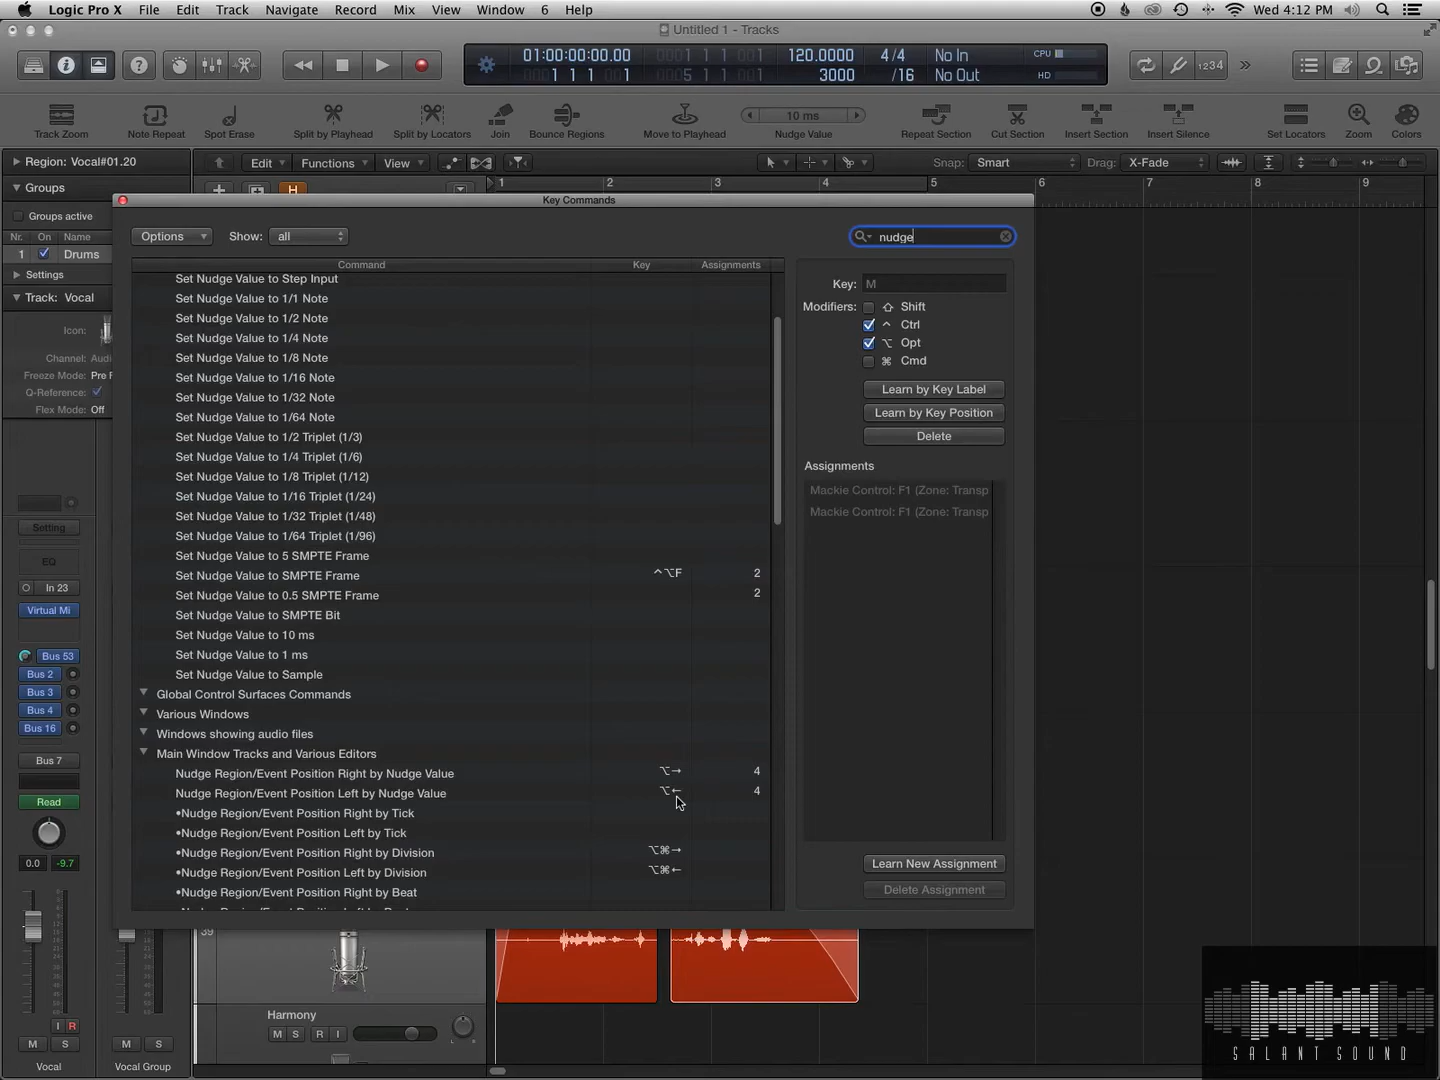 Logic Pro X File Edit Track Navigate Record Mix View Window 6 Help Wed 4:12 PM
Untitled 1 - Tracks
01:00:00:00.00 120.0000 4/4 No In CPU
1 1 1 1 3000 /16 No Out HD
1234
Track Zoom Note Repeat Spot Erase Split by Playhead Split by Locators Join Bounce Regions Move to Playhead 10 ms Nudge Value Repeat Section Cut Section Insert Section Insert Silence Set Locators Zoom Colors
Region: Vocal#01.20 Edit Functions View Snap: Smart Drag: X-Fade
Groups H 1 2 3 4 5 6 7 8 9
Key Commands
Groups active
Nr. On Name
1 Drums
Settings
Track: Vocal
Icon:
Channel: Audi
Freeze Mode: Pre F
Q-Reference:
Flex Mode: Off
Options Show: all nudge
Command Key Assignments
Set Nudge Value to Step Input
Set Nudge Value to 1/1 Note
Set Nudge Value to 1/2 Note
Set Nudge Value to 1/4 Note
Set Nudge Value to 1/8 Note
Set Nudge Value to 1/16 Note
Set Nudge Value to 1/32 Note
Set Nudge Value to 1/64 Note
Set Nudge Value to 1/2 Triplet (1/3)
Set Nudge Value to 1/4 Triplet (1/6)
Set Nudge Value to 1/8 Triplet (1/12)
Set Nudge Value to 1/16 Triplet (1/24)
Set Nudge Value to 1/32 Triplet (1/48)
Set Nudge Value to 1/64 Triplet (1/96)
Set Nudge Value to 5 SMPTE Frame
Set Nudge Value to SMPTE Frame ^⌥F 2
Set Nudge Value to 0.5 SMPTE Frame 2
Set Nudge Value to SMPTE Bit
Set Nudge Value to 10 ms
Set Nudge Value to 1 ms
Set Nudge Value to Sample
Global Control Surfaces Commands
Various Windows
Windows showing audio files
Main Window Tracks and Various Editors
Nudge Region/Event Position Right by Nudge Value ⌥→ 4
Nudge Region/Event Position Left by Nudge Value ⌥← 4
•Nudge Region/Event Position Right by Tick
•Nudge Region/Event Position Left by Tick
•Nudge Region/Event Position Right by Division ⌥⌘→
•Nudge Region/Event Position Left by Division ⌥⌘←
•Nudge Region/Event Position Right by Beat
Key: M
Modifiers: ⇧ Shift
^ Ctrl
⌥ Opt
⌘ Cmd
Learn by Key Label
Learn by Key Position
Delete
Assignments
Mackie Control: F1 (Zone: Transp
Mackie Control: F1 (Zone: Transp
Learn New Assignment
Delete Assignment
Setting
EQ
In 23
Virtual Mi
Bus 53
Bus 2
Bus 3
Bus 4
Bus 16
Bus 7
Read
0.0 -9.7
I R
M S M S
Vocal Vocal Group
39
Harmony
M S R I L R
SALANT SOUND